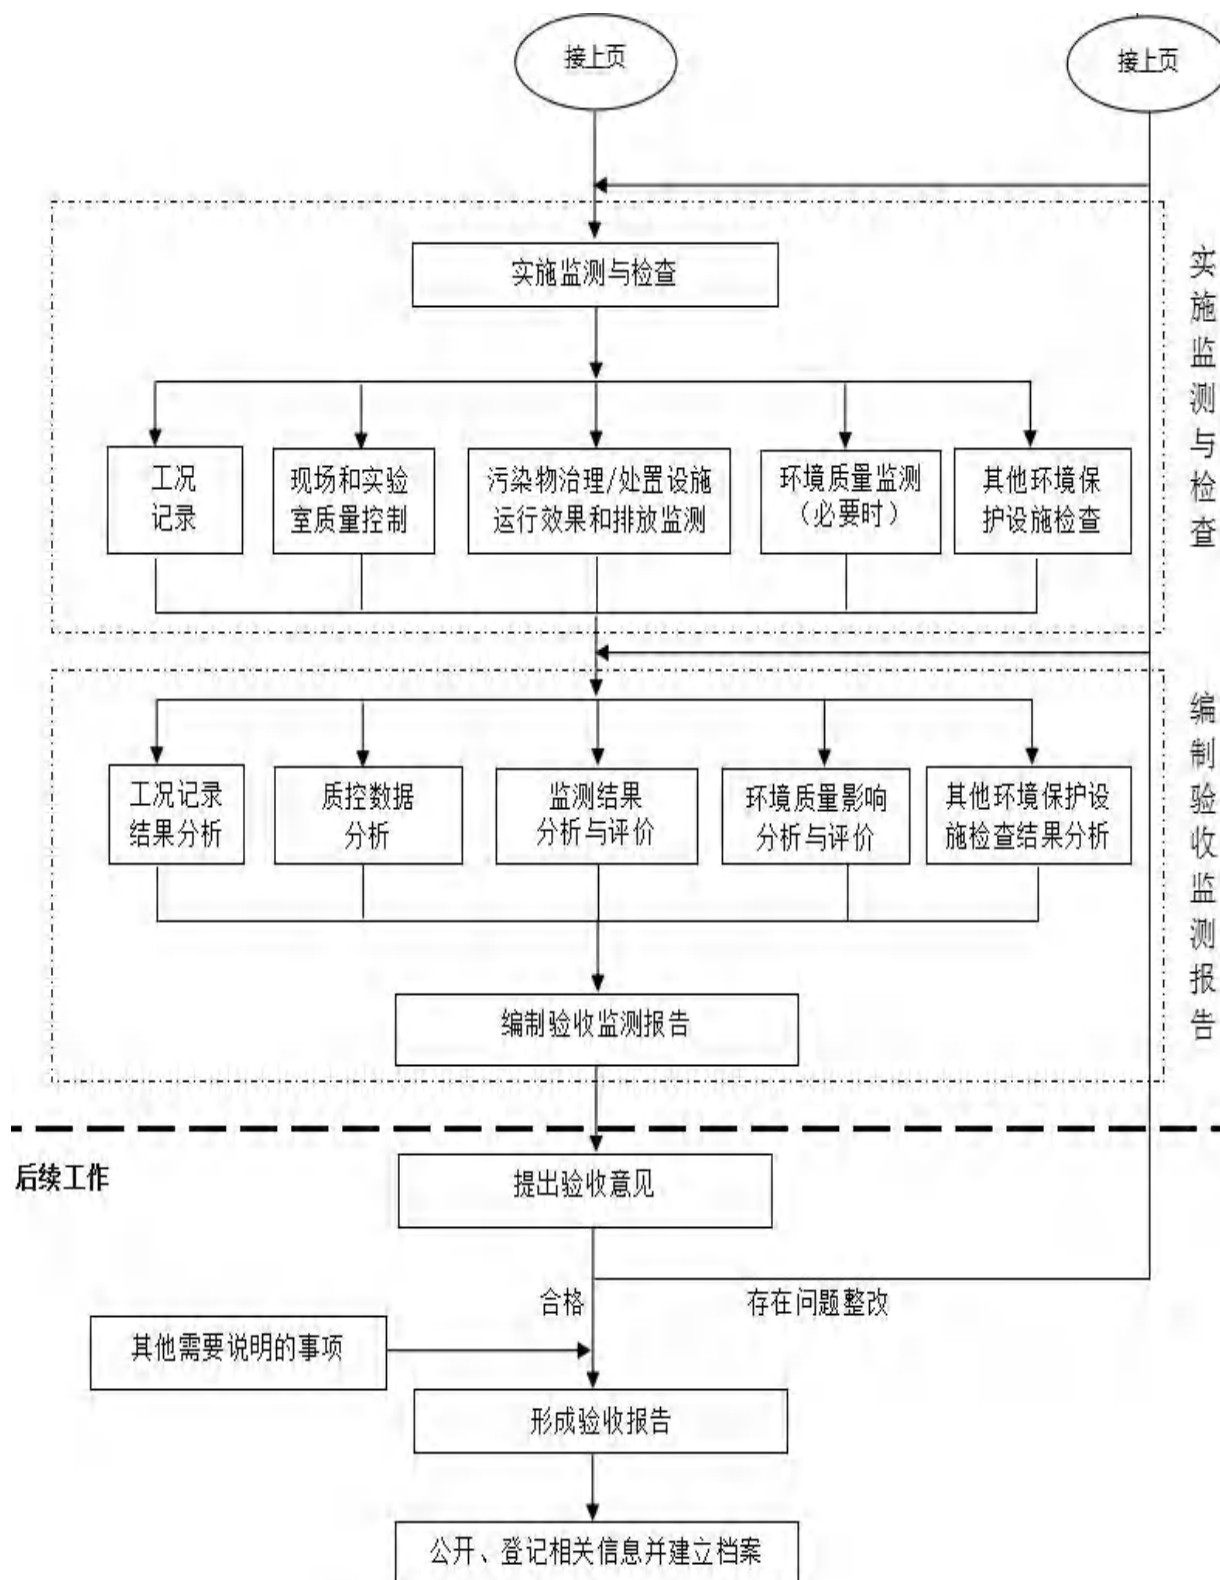 接上页
接上页
实施监测与检查
实施监测与检查
工况
记录
现场和实验
室质量控制
污染物治理/处置设施
运行效果和排放监测
环境质量监测
（必要时）
其他环境保
护设施检查
工况记录
结果分析
质控数据
分析
监测结果
分析与评价
环境质量影响
分析与评价
其他环境保护设
施检查结果分析
编制验收监测报告
编制验收监测报告
后续工作
提出验收意见
合格
存在问题整改
其他需要说明的事项
形成验收报告
公开、登记相关信息并建立档案